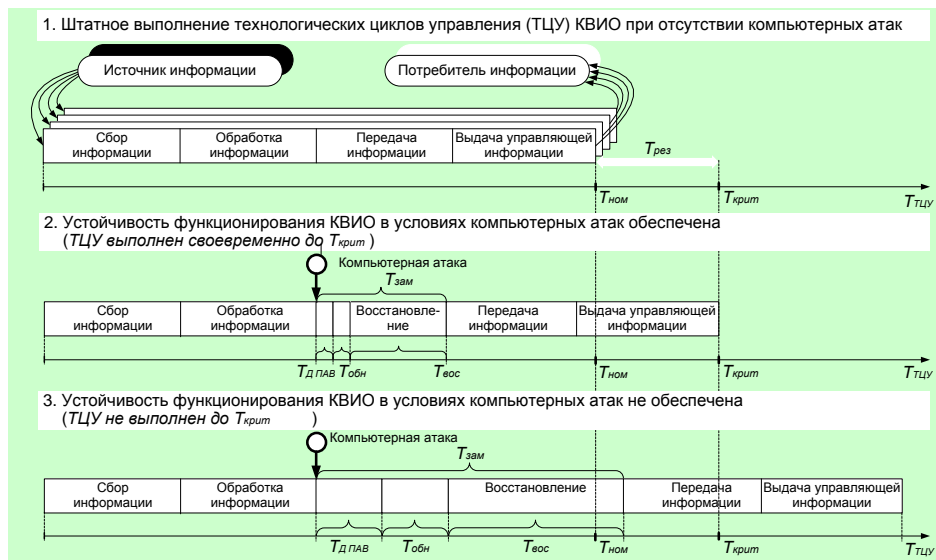 1. Штатное выполнение технологических циклов управления (ТЦУ) КВИО при отсутствии компьютерных атак
Источник информации
Потребитель информации
Сбор
информации
Обработка
информации
Передача
информации
Выдача управляющей
информации
Tрез
Tном
Tкрит
TТЦУ
2. Устойчивость функционирования КВИО в условиях компьютерных атак обеспечена
(ТЦУ выполнен своевременно до Tкрит )
Компьютерная атака
Tзам
Сбор
информации
Обработка
информации
Восстановле-
ние
Передача
информации
Выдача управляющей
информации
TД ПАВ
Tобн
Tвос
Tном
Tкрит
TТЦУ
3. Устойчивость функционирования КВИО в условиях компьютерных атак не обеспечена
(ТЦУ не выполнен до Tкрит )
Компьютерная атака
Tзам
Сбор
информации
Обработка
информации
Восстановление
Передача
информации
Выдача управляющей
информации
TД ПАВ
Tобн
Tвос
Tном
Tкрит
TТЦУ